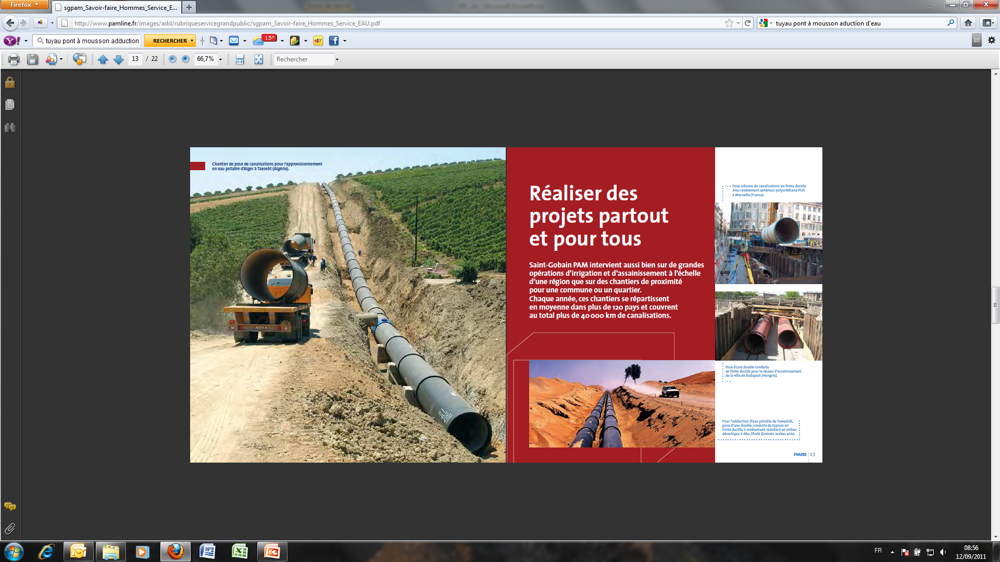 Firefox
sgpam_Savoir-faire_Hommes_Service_E...
http://www.pamline.fr/images/add/rubriqueservicegrandpublic/sgpam_Savoir-faire_Hommes_Service_EAU.pdf
tuyau pont à mousson aduction d'eau
tuyau pont à mousson adduction
RECHERCHER
15°
13 / 22
66,7%
Rechercher
Chantier de pose de canalisations pour l'approvisionnement
en eau potable d'Alger à Taksebt (Algérie).
Réaliser des
projets partout
et pour tous
Saint-Gobain PAM intervient aussi bien sur de grandes
opérations d'irrigation et d'assainissement à l'échelle
d'une région que sur des chantiers de proximité
pour une commune ou un quartier.
Chaque année, ces chantiers se répartissent
en moyenne dans plus de 120 pays et couvrent
au total plus de 40 000 km de canalisations.
Pose urbaine de canalisations en fonte ductile
avec revêtement extérieur polyuréthane PUX
à Marseille (France).
Pose d'une double conduite
en fonte ductile pour le réseau d'assainissement
de la ville de Budapest (Hongrie).
Pour l'adduction d'eau potable de Taweelah,
pose d'une double conduite de tuyaux en
fonte ductile à revêtement standard en milieu
désertique à Abu Dhabi (Emirats arabes unis).
PAM 13
FR
08:56
12/09/2011